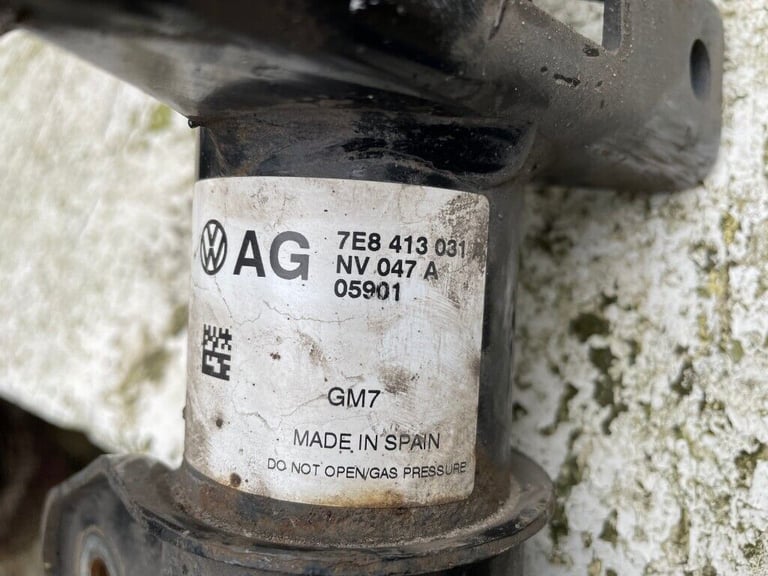 VW AG
7E8 413 031
NV 047 A
05901
GM7
MADE IN SPAIN
DO NOT OPEN/GAS PRESSURE